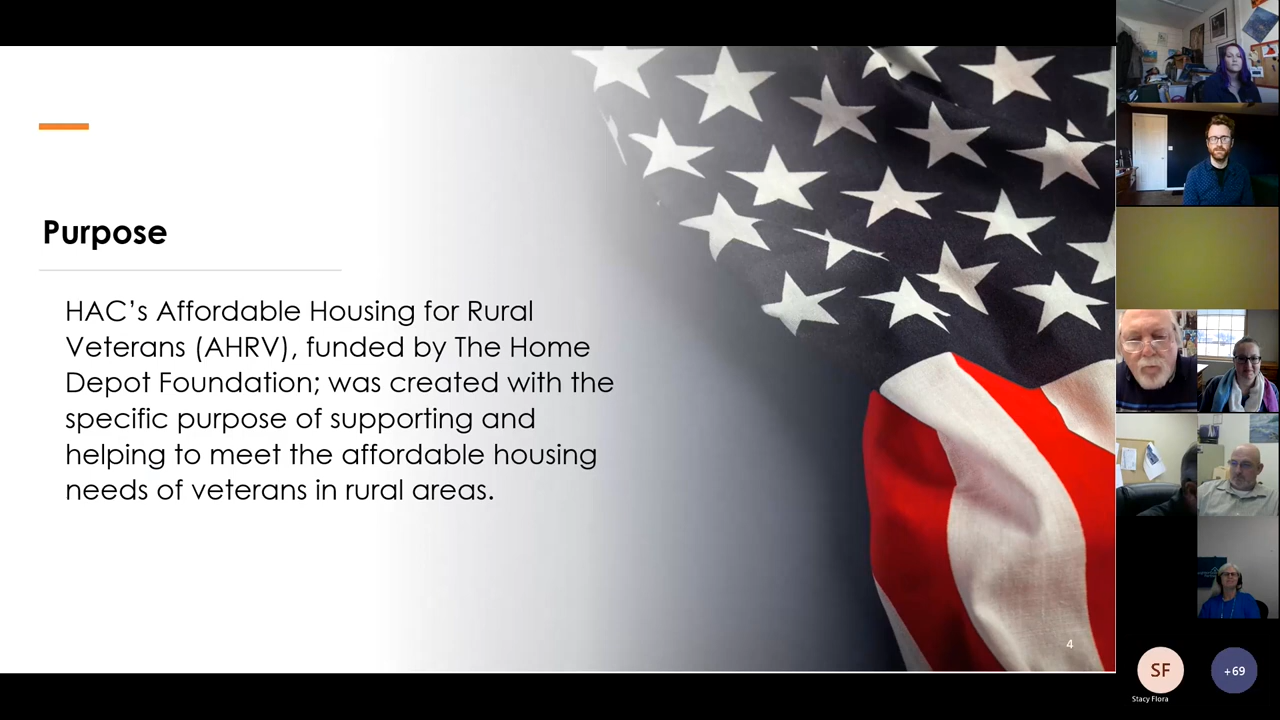 Purpose
HAC’s Affordable Housing for Rural
Veterans (AHRV), funded by The Home
Depot Foundation; was created with the
specific purpose of supporting and
helping to meet the affordable housing
needs of veterans in rural areas.
4
SF
+69
Stacy Flora